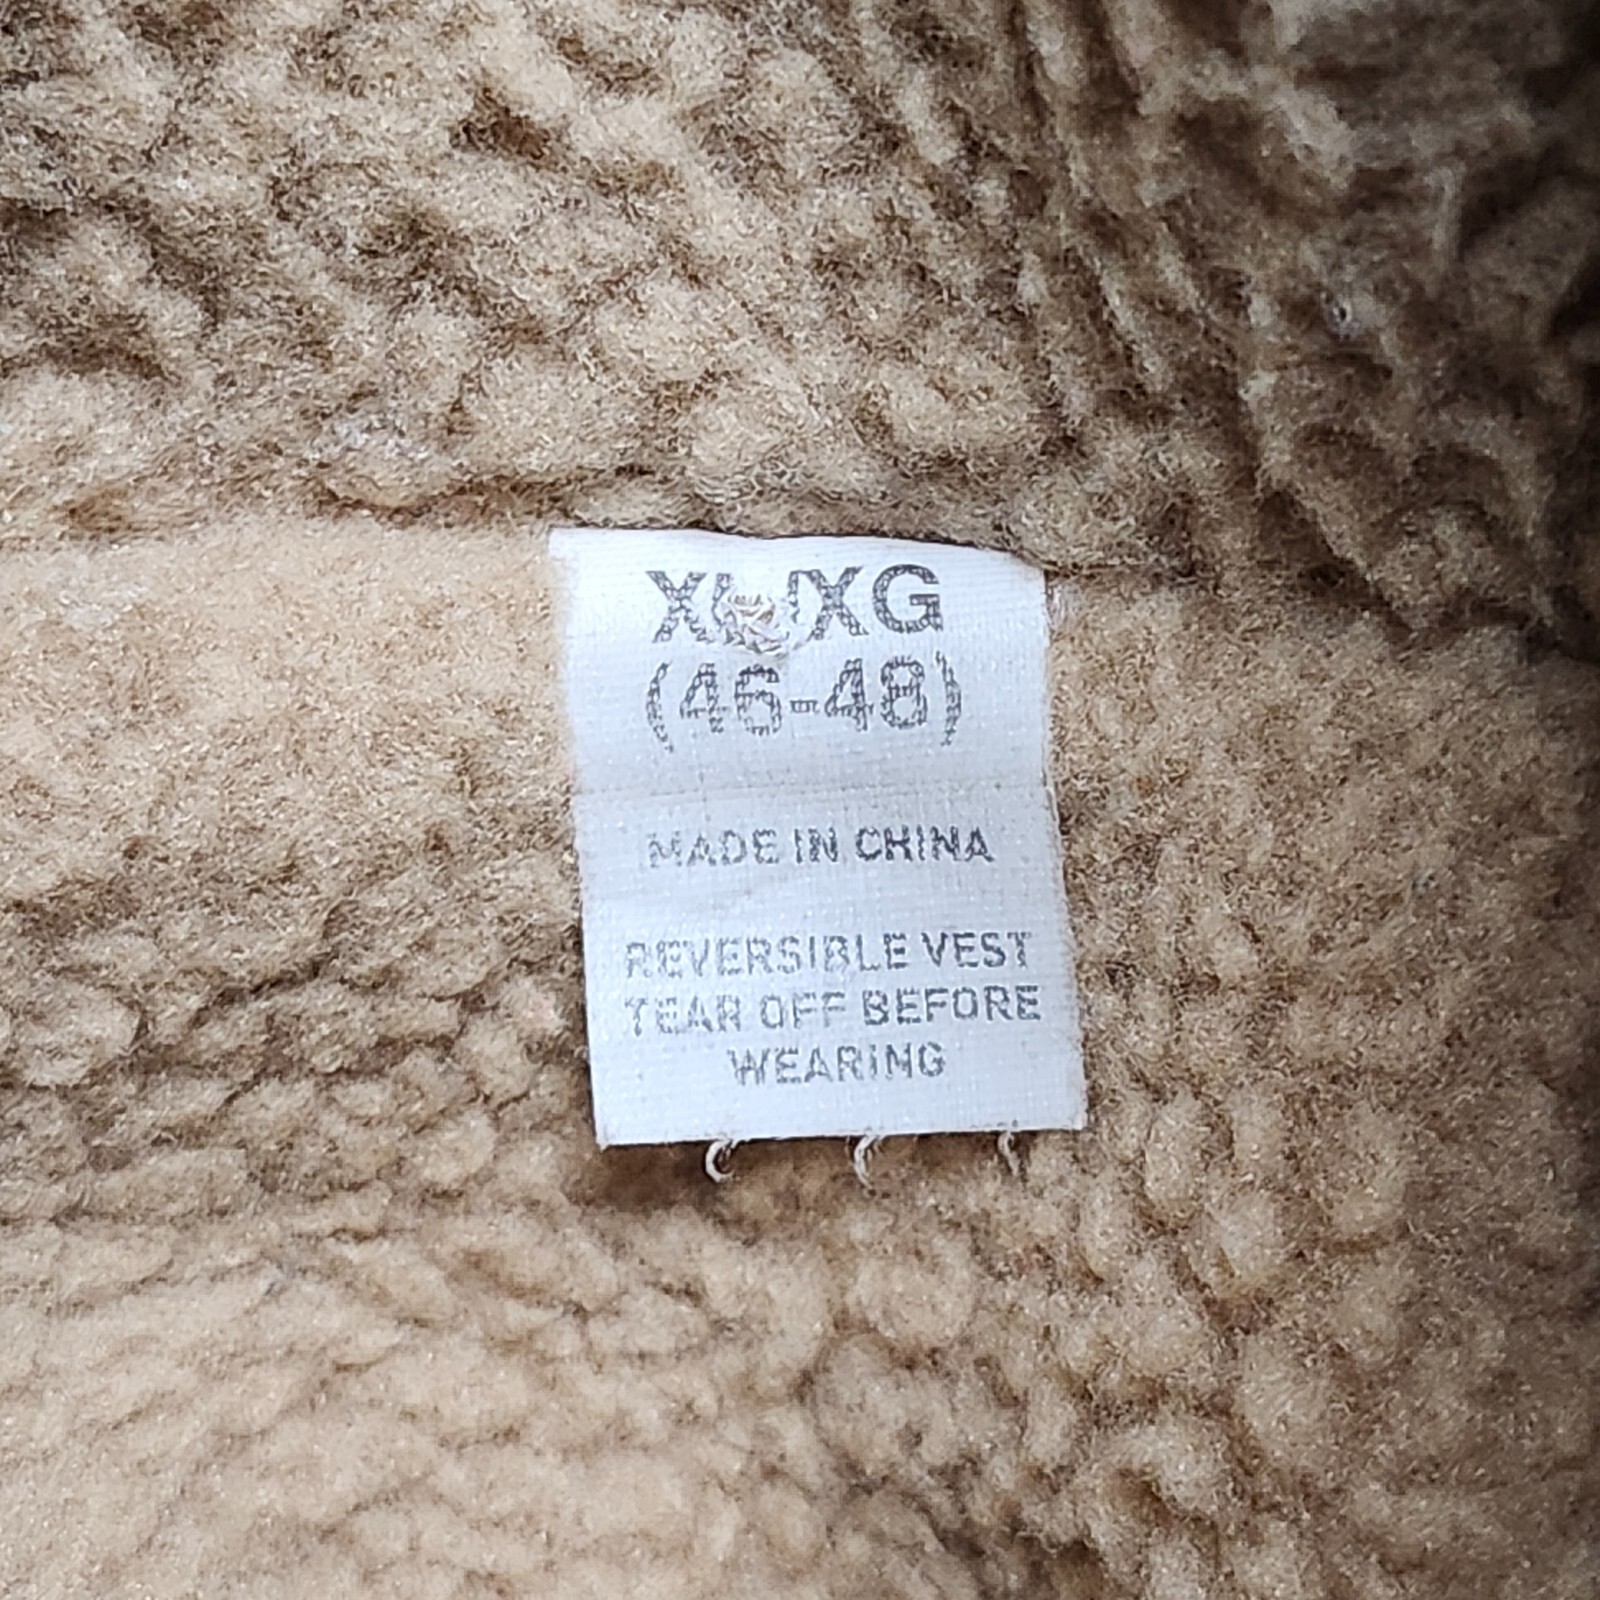 XL/XG
(46-48)
MADE IN CHINA
REVERSIBLE VEST
TEAR OFF BEFORE
WEARING